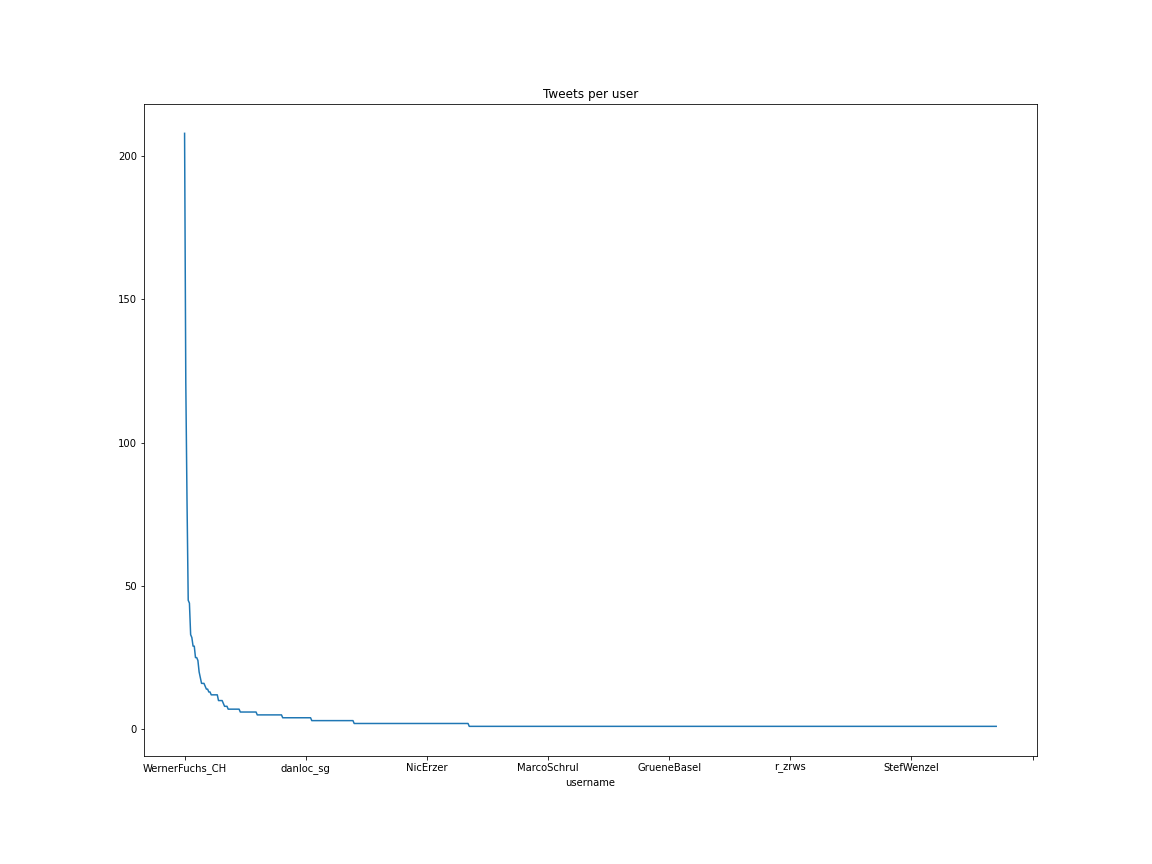 Tweets per user
200
150
100
50
0
WernerFuchs_CH danloc_sg NicErzer MarcoSchrul GrueneBasel r_zrws StefWenzel
username